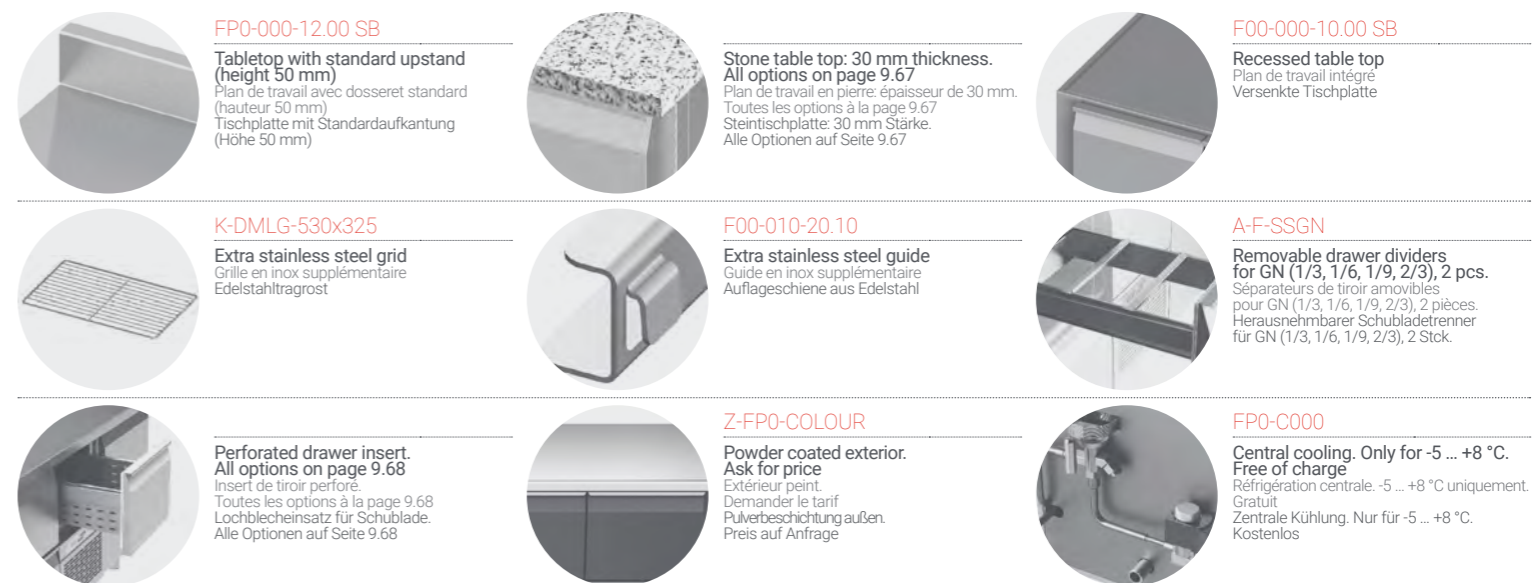 FP0-000-12.00 SB
Tabletop with standard upstand
(height 50 mm)
Plan de travail avec dosseret standard
(hauteur 50 mm)
Tischplatte mit Standardaufkantung
(Höhe 50 mm)
Stone table top: 30 mm thickness.
All options on page 9.67
Plan de travail en pierre: épaisseur de 30 mm.
Toutes les options à la page 9.67
Steintischplatte: 30 mm Stärke.
Alle Optionen auf Seite 9.67
F00-000-10.00 SB
Recessed table top
Plan de travail intégré
Versenkte Tischplatte
K-DMLG-530x325
Extra stainless steel grid
Grille en inox supplémentaire
Edelstahltragrost
F00-010-20.10
Extra stainless steel guide
Guide en inox supplémentaire
Auflageschiene aus Edelstahl
A-F-SSGN
Removable drawer dividers
for GN (1/3, 1/6, 1/9, 2/3), 2 pcs.
Séparateurs de tiroir amovibles
pour GN (1/3, 1/6, 1/9, 2/3), 2 pièces.
Herausnehmbarer Schubladetrenner
für GN (1/3, 1/6, 1/9, 2/3), 2 Stck.
Perforated drawer insert.
All options on page 9.68
Insert de tiroir perforé.
Toutes les options à la page 9.68
Lochblecheinsatz für Schublade.
Alle Optionen auf Seite 9.68
Z-FP0-COLOUR
Powder coated exterior.
Ask for price
Extérieur peint.
Demander le tarif
Pulverbeschichtung außen.
Preis auf Anfrage
FP0-C000
Central cooling. Only for -5 ... +8 °C.
Free of charge
Réfrigération centrale. -5 ... +8 °C uniquement.
Gratuit
Zentrale Kühlung. Nur für -5 ... +8 °C.
Kostenlos